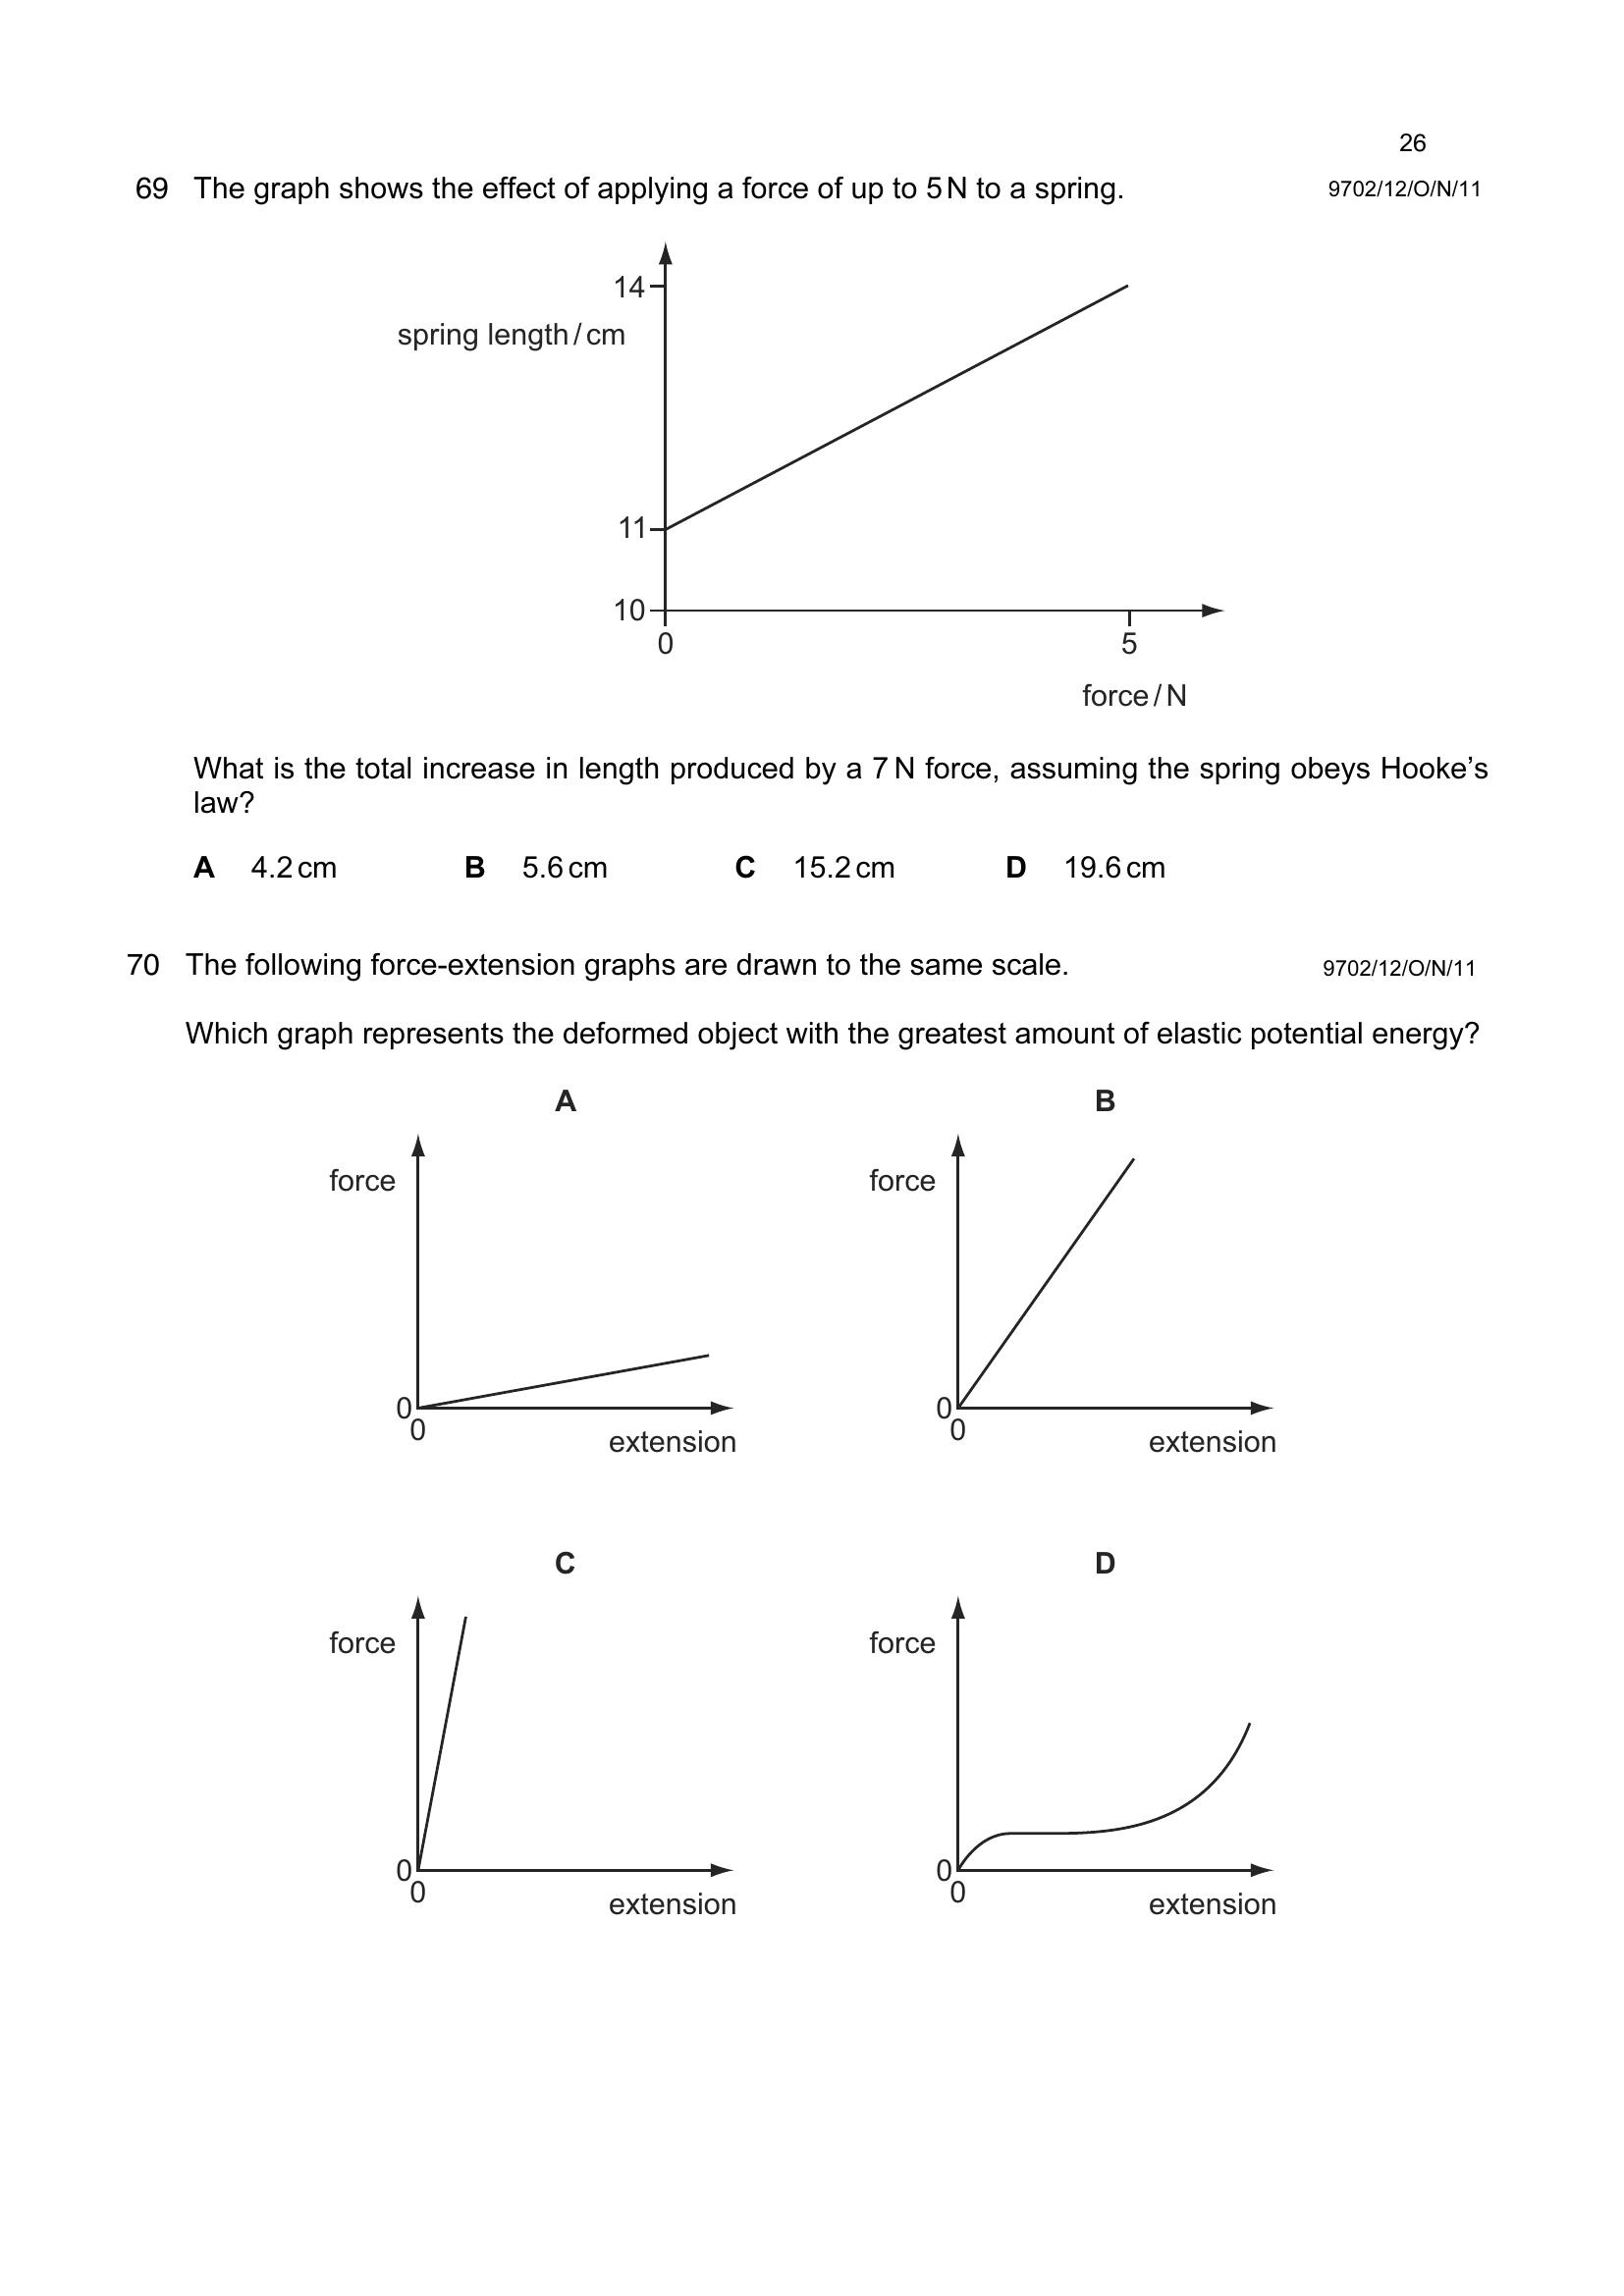 26
69 The graph shows the effect of applying a force of up to 5 N to a spring. 9702/12/O/N/11
14
spring length / cm
11
10
0 5
force / N
What is the total increase in length produced by a 7 N force, assuming the spring obeys Hooke’s
law?
A 4.2 cm B 5.6 cm C 15.2 cm D 19.6 cm
70 The following force-extension graphs are drawn to the same scale. 9702/12/O/N/11
Which graph represents the deformed object with the greatest amount of elastic potential energy?
A B
force force
0 0
0 0
extension extension
C D
force force
0 0
0 0
extension extension